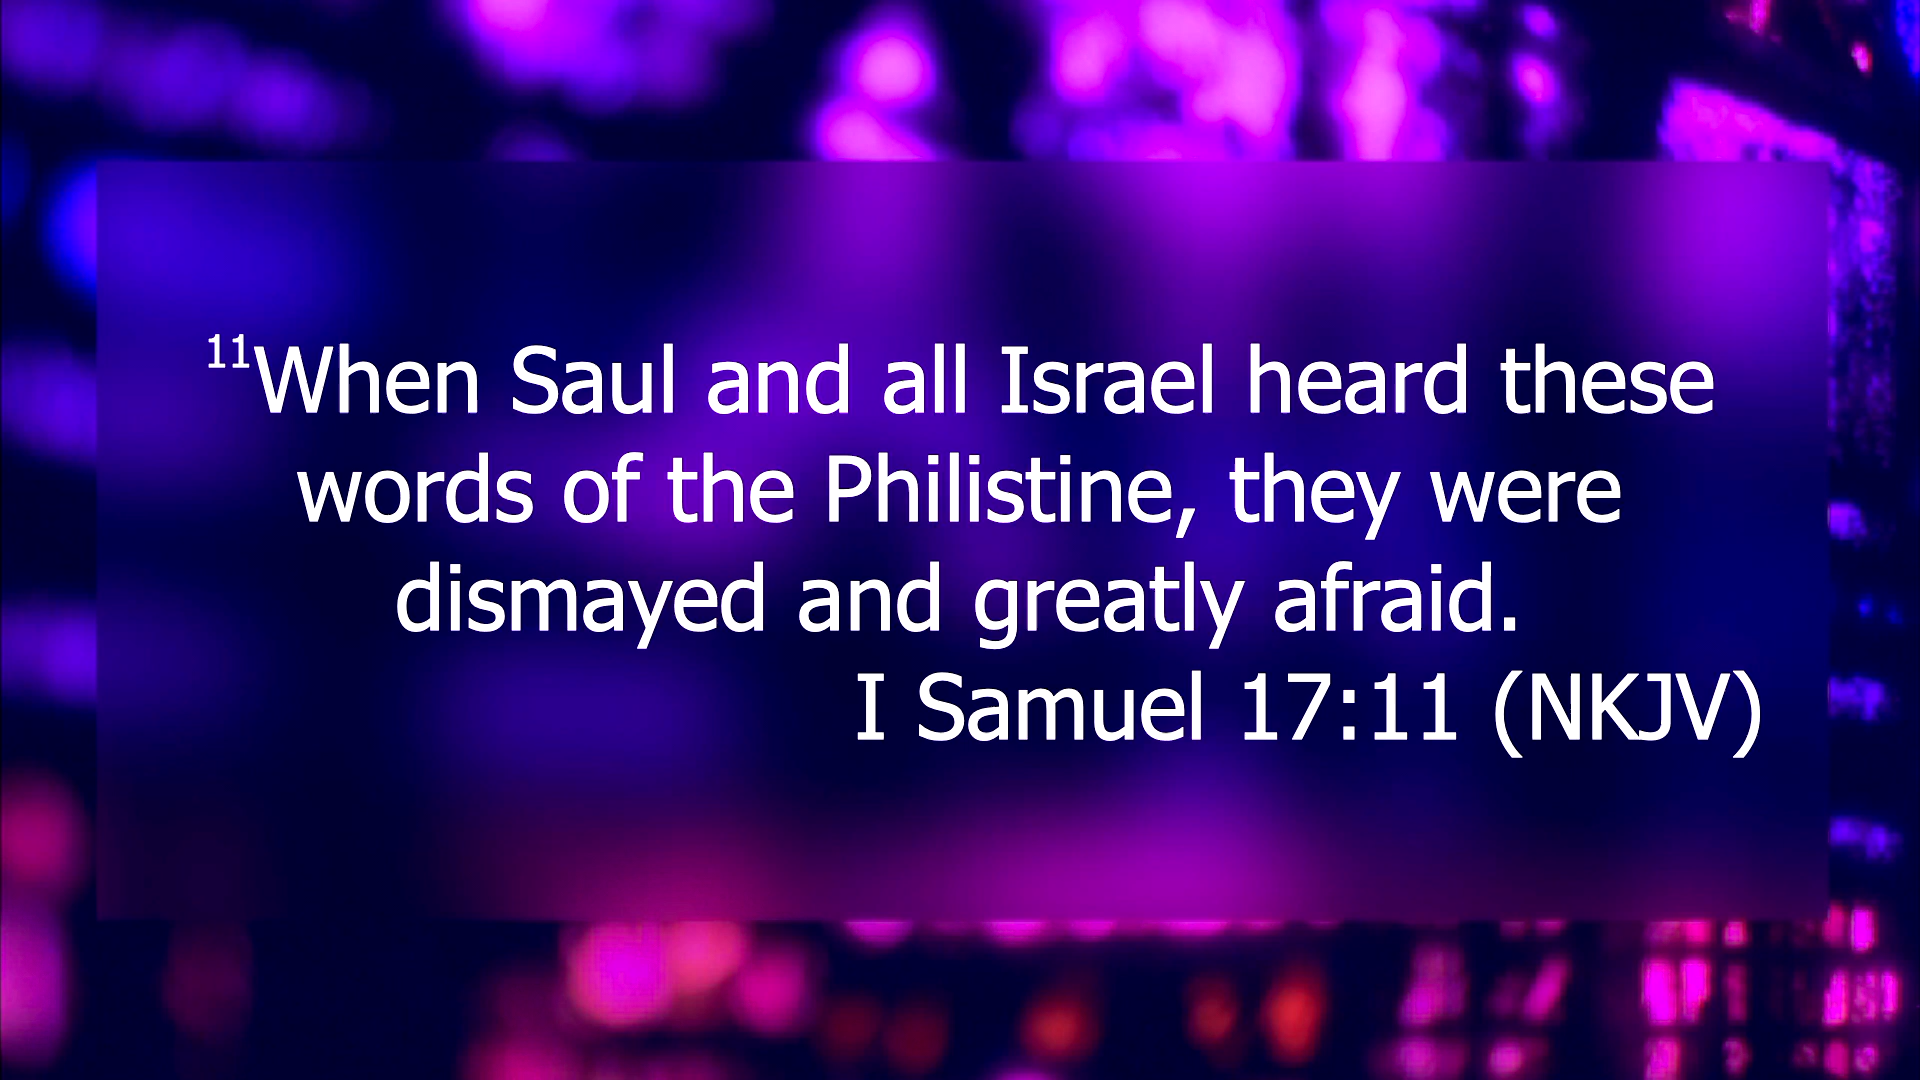 ¹¹When Saul and all Israel heard these
words of the Philistine, they were
dismayed and greatly afraid.
I Samuel 17:11 (NKJV)